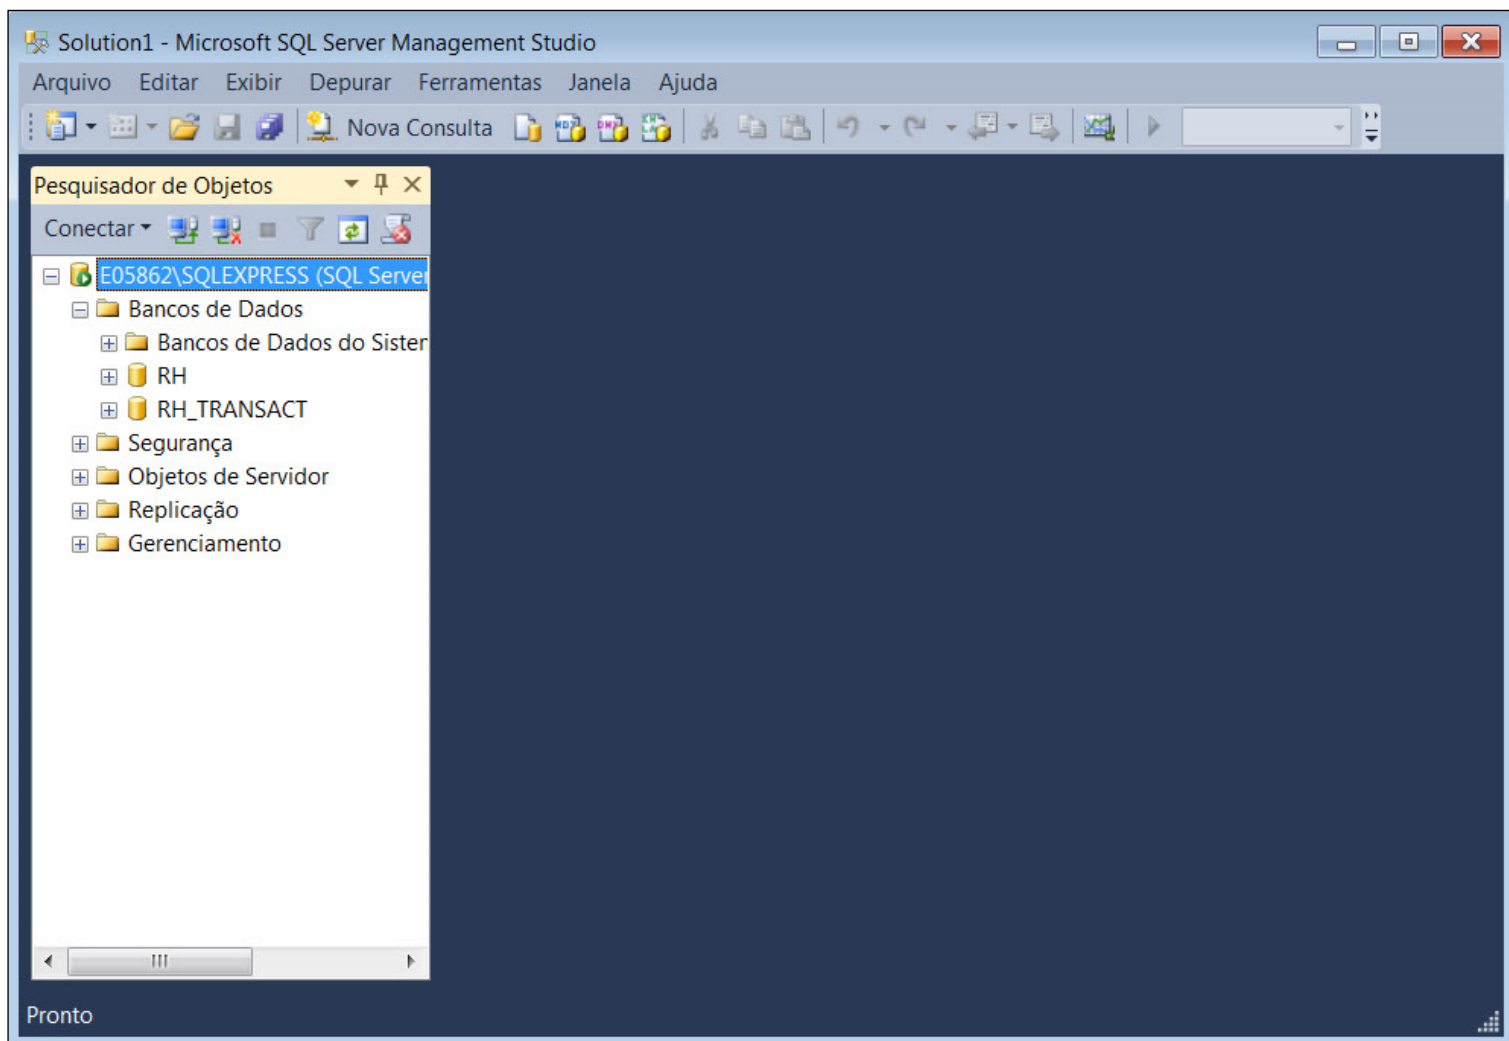 Solution1 - Microsoft SQL Server Management Studio
Arquivo Editar Exibir Depurar Ferramentas Janela Ajuda
Nova Consulta
Pesquisador de Objetos
Conectar
E05862\SQLEXPRESS (SQL Server
Bancos de Dados
Bancos de Dados do Sister
RH
RH_TRANSACT
Segurança
Objetos de Servidor
Replicação
Gerenciamento
Pronto